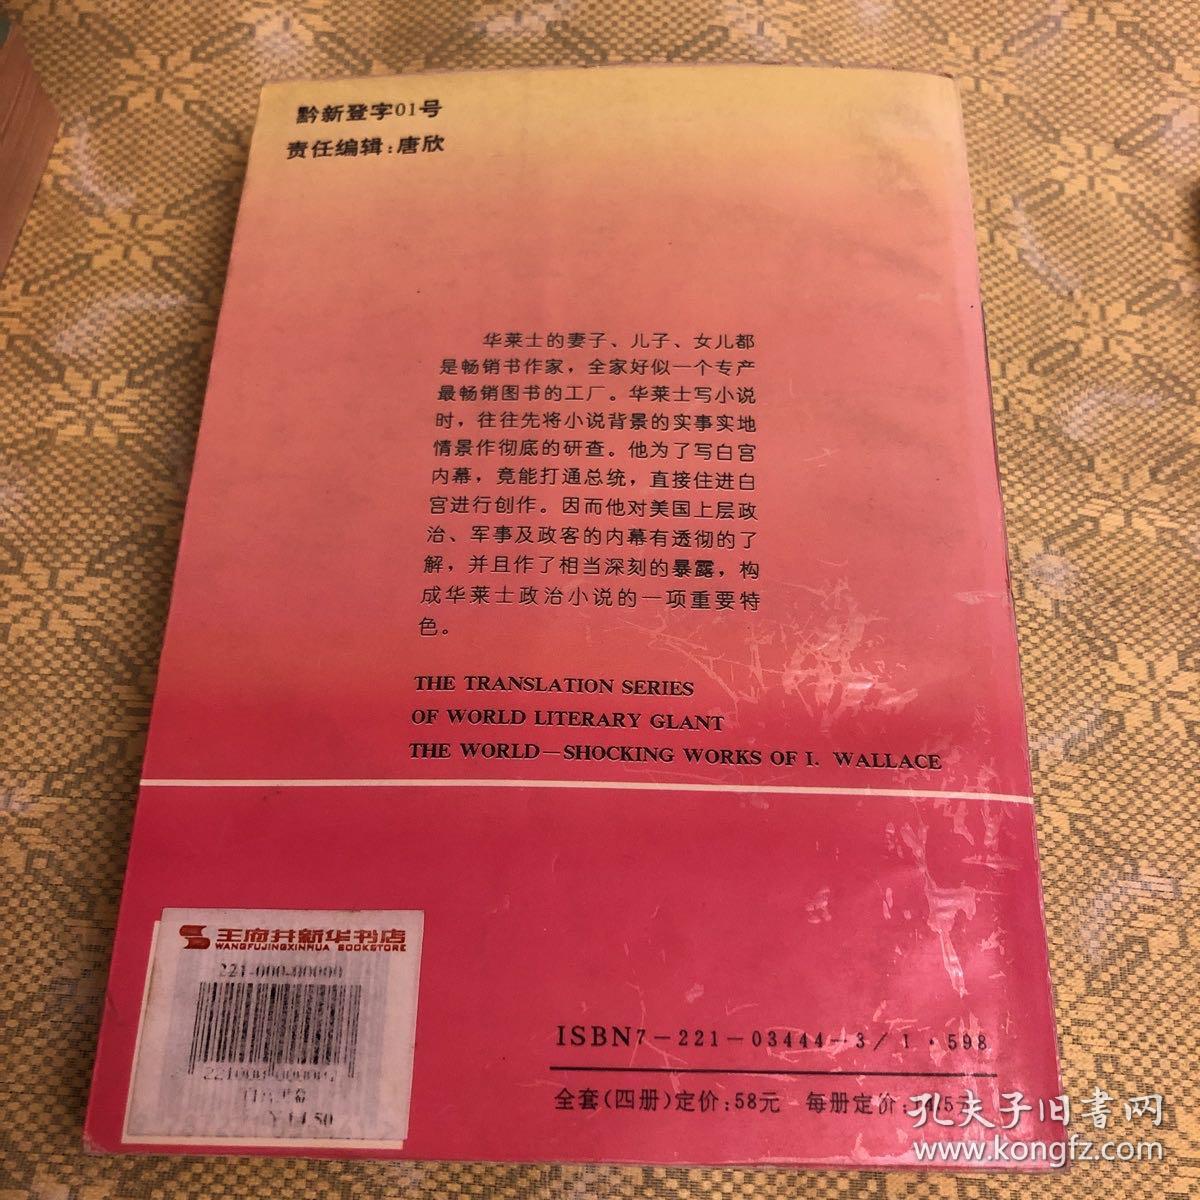 黔新登字01号
责任编辑:唐欣
华莱士的妻子、儿子、女儿都
是畅销书作家，全家好似一个专产
最畅销图书的工厂。华莱士写小说
时，往往先将小说背景的实事实地
情景作彻底的研查。他为了写白宫
内幕，竟能打通总统，直接住进白
宫进行创作。因而他对美国上层政
治、军事及政客的内幕有透彻的了
解，并且作了相当深刻的暴露，构
成华莱士政治小说的一项重要特
色。
THE TRANSLATION SERIES
OF WORLD LITERARY GLANT
THE WORLD—SHOCKING WORKS OF I. WALLACE
王府井新华书店
WANGFUJINGXINHUA BOOKSTORE
221-000-00000
14.50
ISBN7-221-03444-3/I·598
全套(四册)定价:58元 每册定价:
孔夫子旧书网
www.kongfz.com